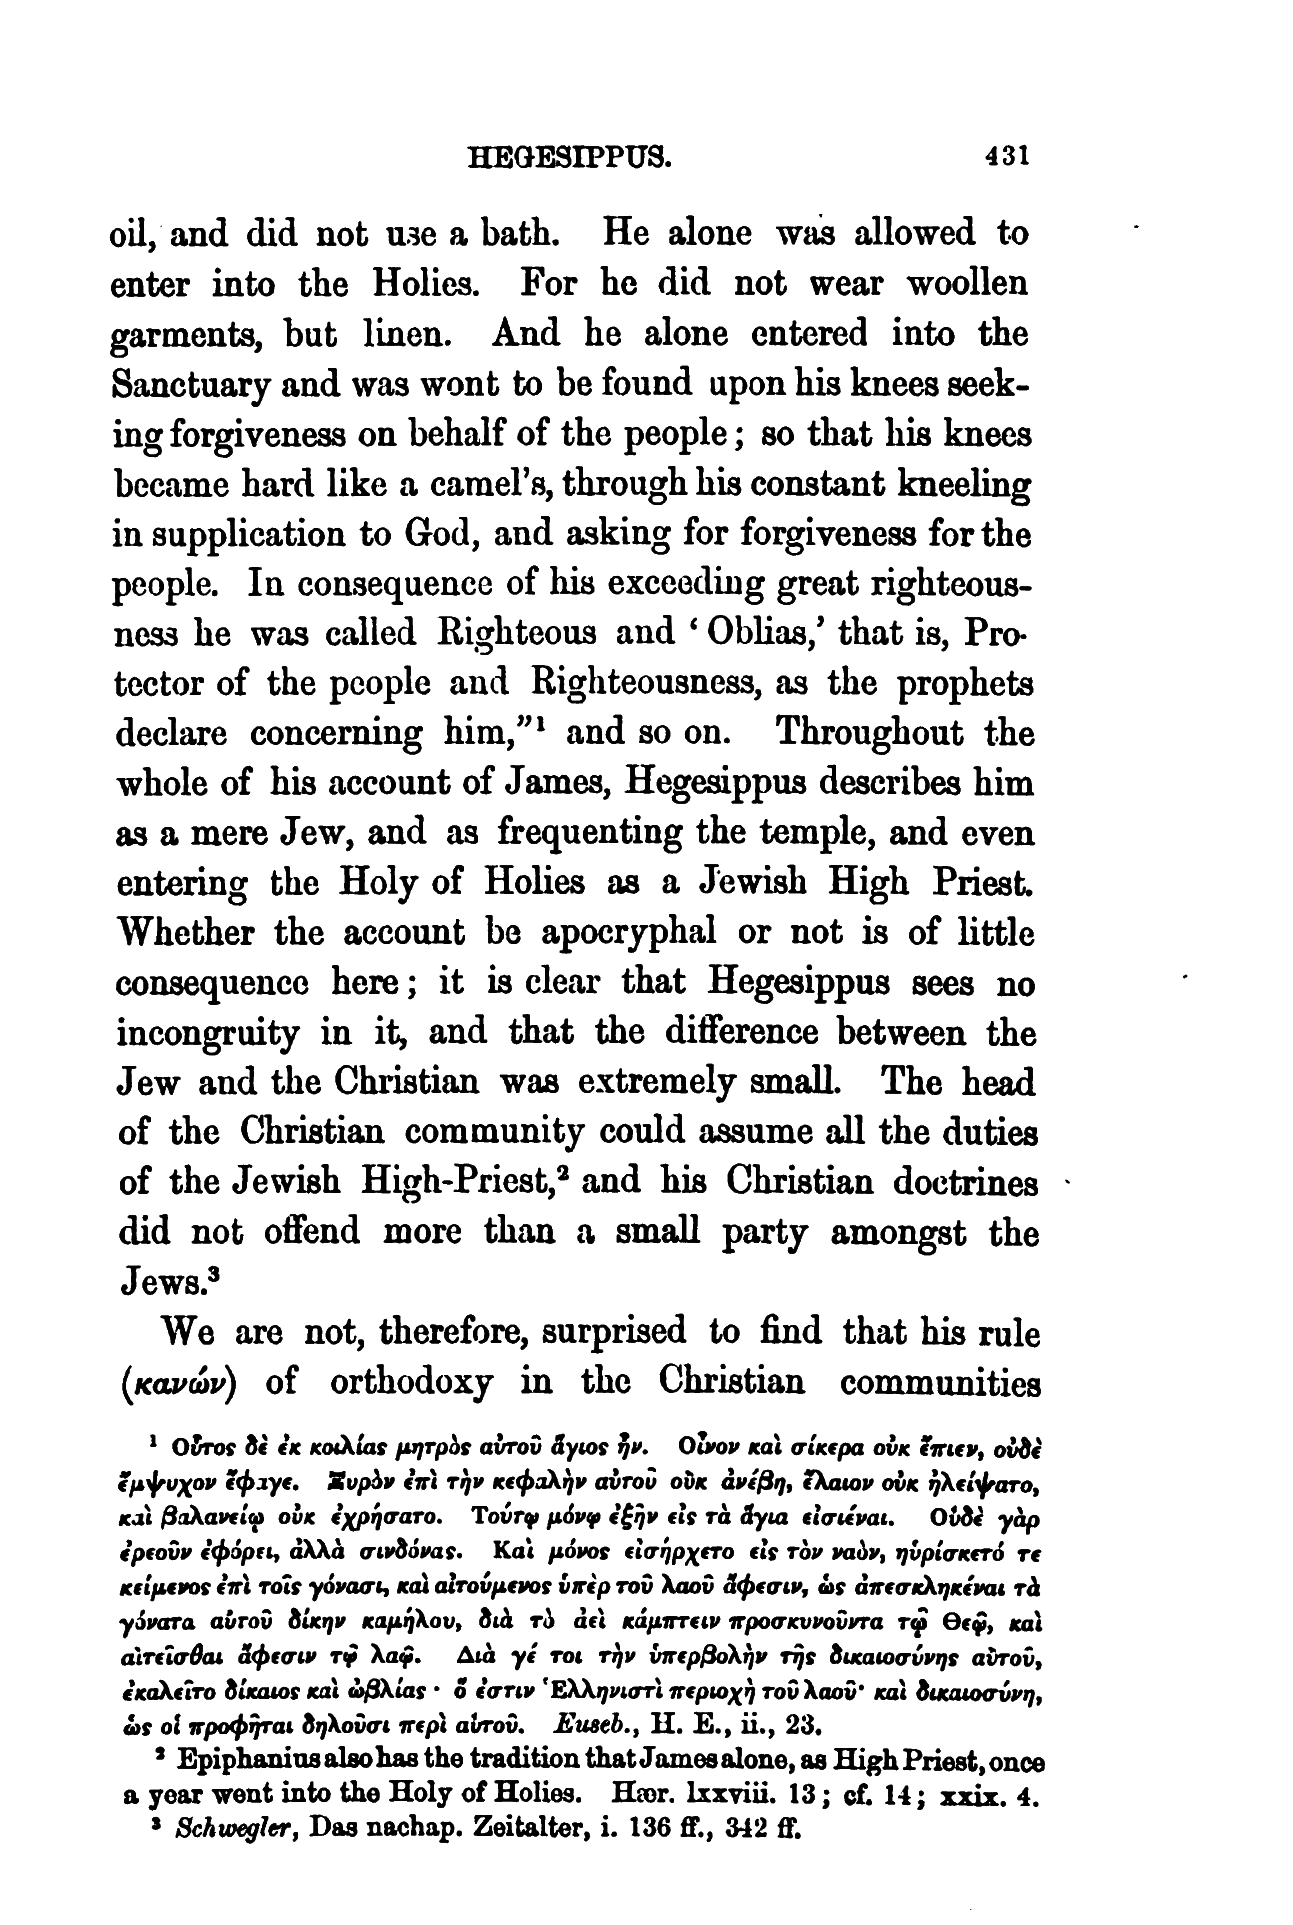 HEGESIPPUS. 431
oil, and did not use a bath. He alone was allowed to
enter into the Holies. For he did not wear woollen
garments, but linen. And he alone entered into the
Sanctuary and was wont to be found upon his knees seek-
ing forgiveness on behalf of the people; so that his knees
became hard like a camel's, through his constant kneeling
in supplication to God, and asking for forgiveness for the
people. In consequence of his exceeding great righteous-
ness he was called Righteous and ‘Oblias,’ that is, Pro-
tector of the people and Righteousness, as the prophets
declare concerning him,”¹ and so on. Throughout the
whole of his account of James, Hegesippus describes him
as a mere Jew, and as frequenting the temple, and even
entering the Holy of Holies as a Jewish High Priest.
Whether the account be apocryphal or not is of little
consequence here; it is clear that Hegesippus sees no
incongruity in it, and that the difference between the
Jew and the Christian was extremely small. The head
of the Christian community could assume all the duties
of the Jewish High-Priest,² and his Christian doctrines
did not offend more than a small party amongst the
Jews.³
We are not, therefore, surprised to find that his rule
(κανών) of orthodoxy in the Christian communities
¹ Οὗτος δὲ ἐκ κοιλίας μητρὸς αὐτοῦ ἅγιος ἦν. Οἶνον καὶ σίκερα οὐκ ἔπιεν, οὐδὲ
ἔμψυχον ἔφαγε. Ξυρὸν ἐπὶ τὴν κεφαλὴν αὐτοῦ οὐκ ἀνέβη, ἔλαιον οὐκ ἠλείψατο,
καὶ βαλανείῳ οὐκ ἐχρήσατο. Τούτῳ μόνῳ ἐξῆν εἰς τὰ ἅγια εἰσιέναι. Οὐδὲ γὰρ
ἐρεοῦν ἐφόρει, ἀλλὰ σινδόνας. Καὶ μόνος εἰσήρχετο εἰς τὸν ναὸν, ηὑρίσκετό τε
κείμενος ἐπὶ τοῖς γόνασι, καὶ αἰτούμενος ὑπὲρ τοῦ λαοῦ ἄφεσιν, ὡς ἀπεσκληκέναι τὰ
γόνατα αὐτοῦ δίκην καμήλου, διὰ τὸ ἀεὶ κάμπτειν προσκυνοῦντα τῷ Θεῷ, καὶ
αἰτεῖσθαι ἄφεσιν τῷ λαῷ. Διὰ γέ τοι τὴν ὑπερβολὴν τῆς δικαιοσύνης αὐτοῦ,
ἐκαλεῖτο δίκαιος καὶ ὠβλίας · ὅ ἐστιν Ἑλληνιστὶ περιοχὴ τοῦ λαοῦ· καὶ δικαιοσύνη,
ὡς οἱ προφῆται δηλοῦσι περὶ αὐτοῦ. Euseb., H. E., ii., 23.
² Epiphanius also has the tradition that James alone, as High Priest, once
a year went into the Holy of Holies. Hær. lxxviii. 13; cf. 14; xxix. 4.
³ Schwegler, Das nachap. Zeitalter, i. 136 ff., 342 ff.